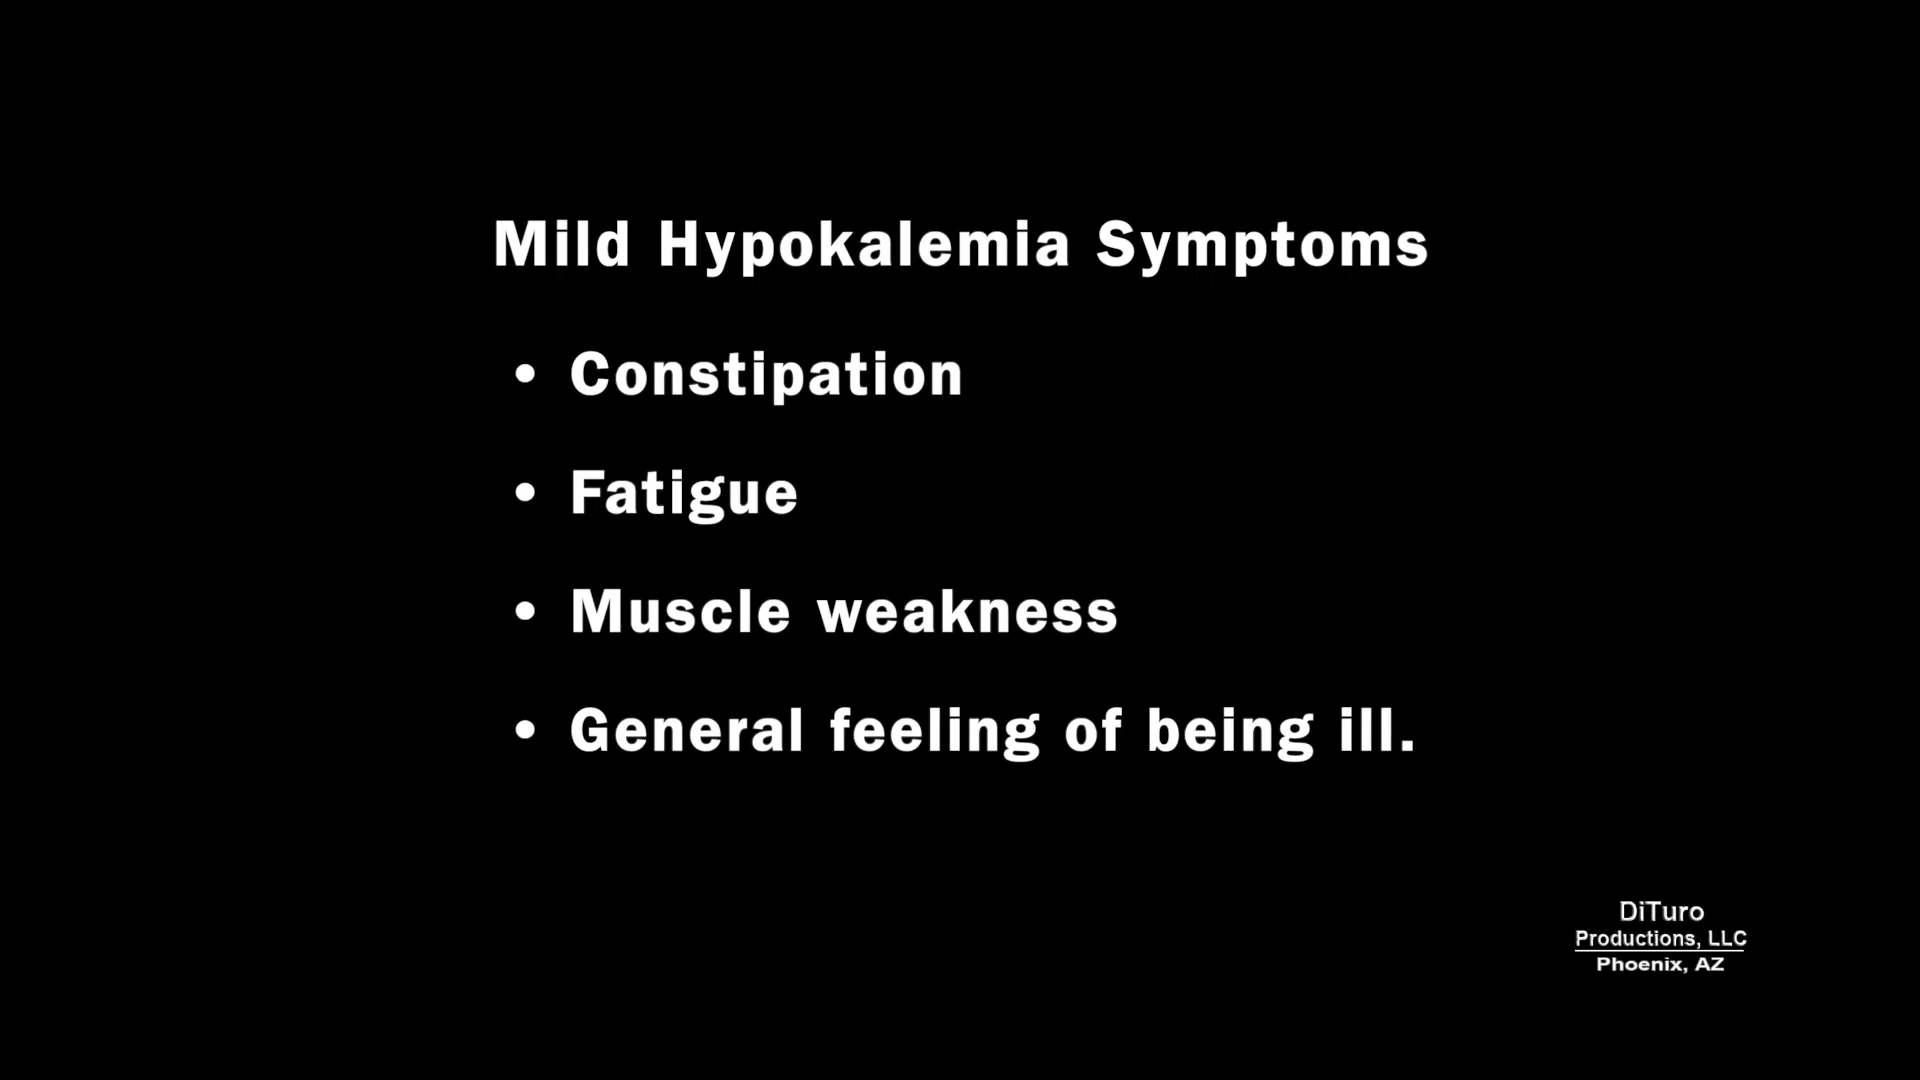 Mild Hypokalemia Symptoms
• Constipation
• Fatigue
• Muscle weakness
• General feeling of being ill.
DiTuro
Productions, LLC
Phoenix, AZ